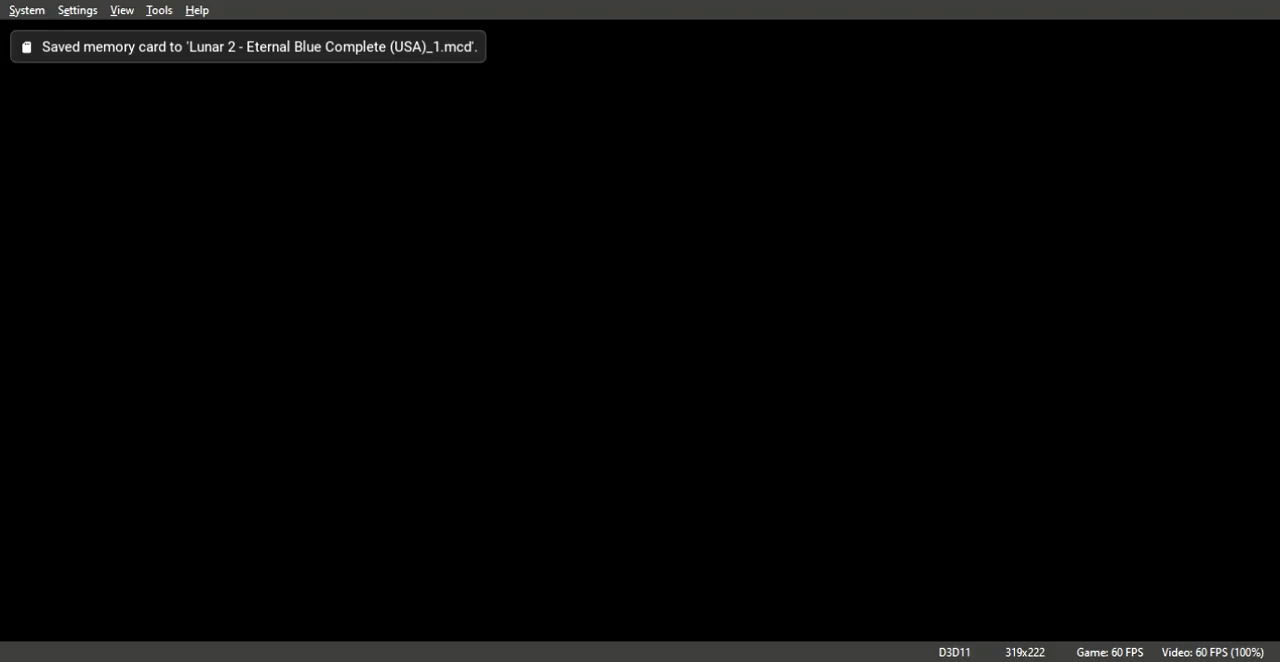 System Settings View Tools Help
Saved memory card to 'Lunar 2 - Eternal Blue Complete (USA)_1.mcd'.
D3D11 319x222 Game: 60 FPS Video: 60 FPS (100%)